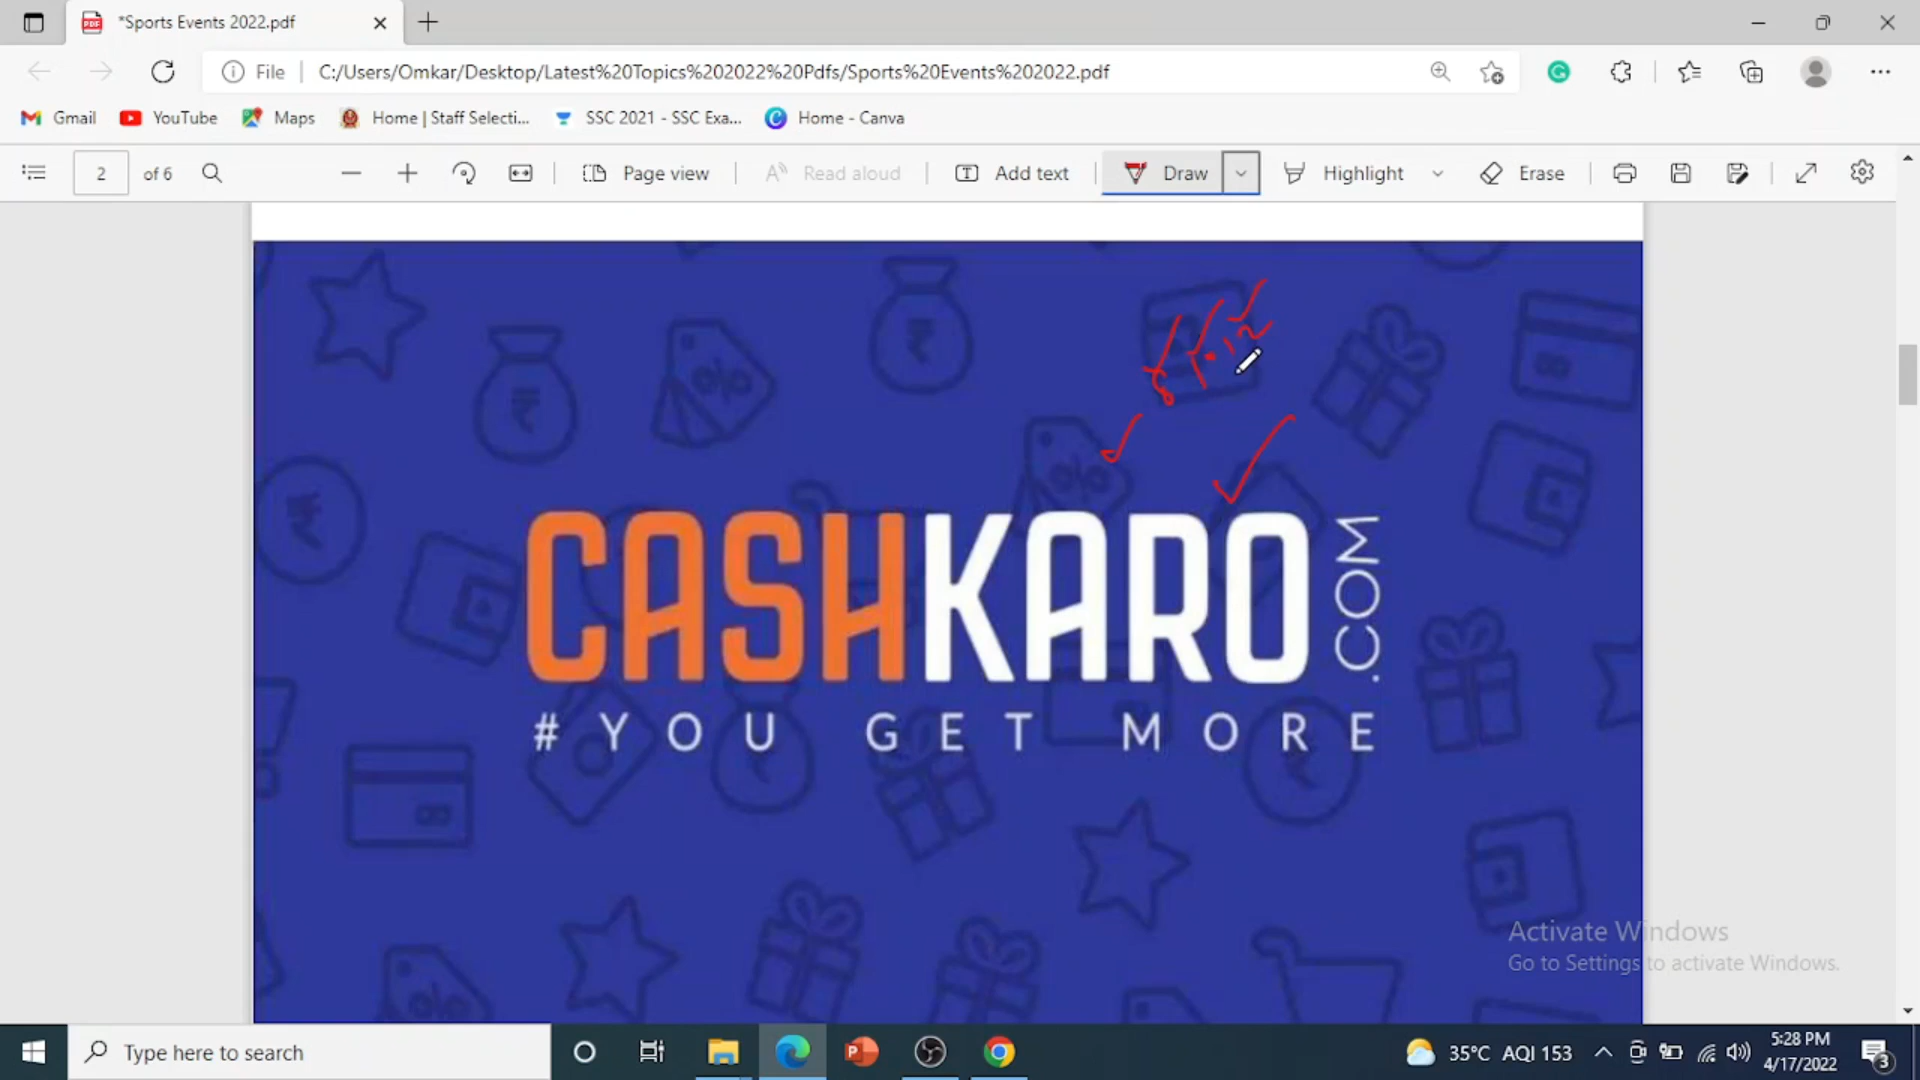 *Sports Events 2022.pdf
File C:/Users/Omkar/Desktop/Latest%20Topics%202022%20Pdfs/Sports%20Events%202022.pdf
Gmail YouTube Maps Home | Staff Selecti... SSC 2021 - SSC Exa... Home - Canva
2 of 6 Page view Read aloud Add text Draw Highlight Erase
CASHKARO.COM
#YOU GET MORE
Activate Windows
Go to Settings to activate Windows.
Type here to search 35°C AQI 153 5:28 PM
4/17/2022 3